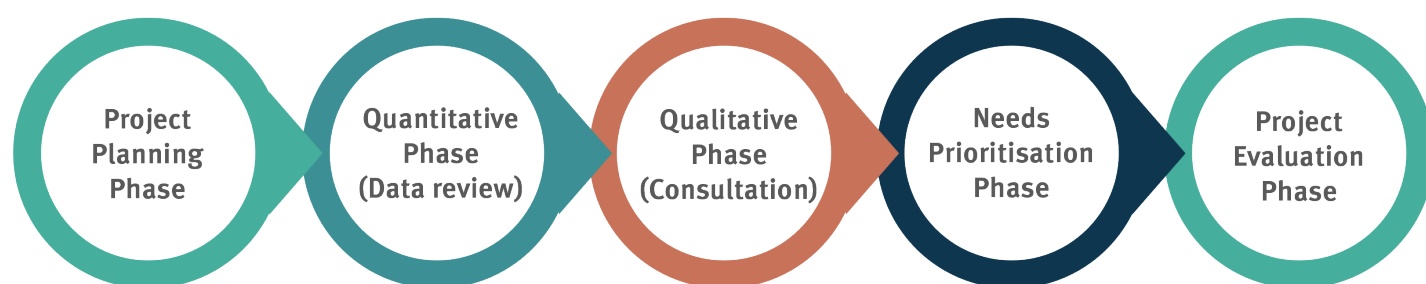 Project
Planning
Phase
Quantitative
Phase
(Data review)
Qualitative
Phase
(Consultation)
Needs
Prioritisation
Phase
Project
Evaluation
Phase